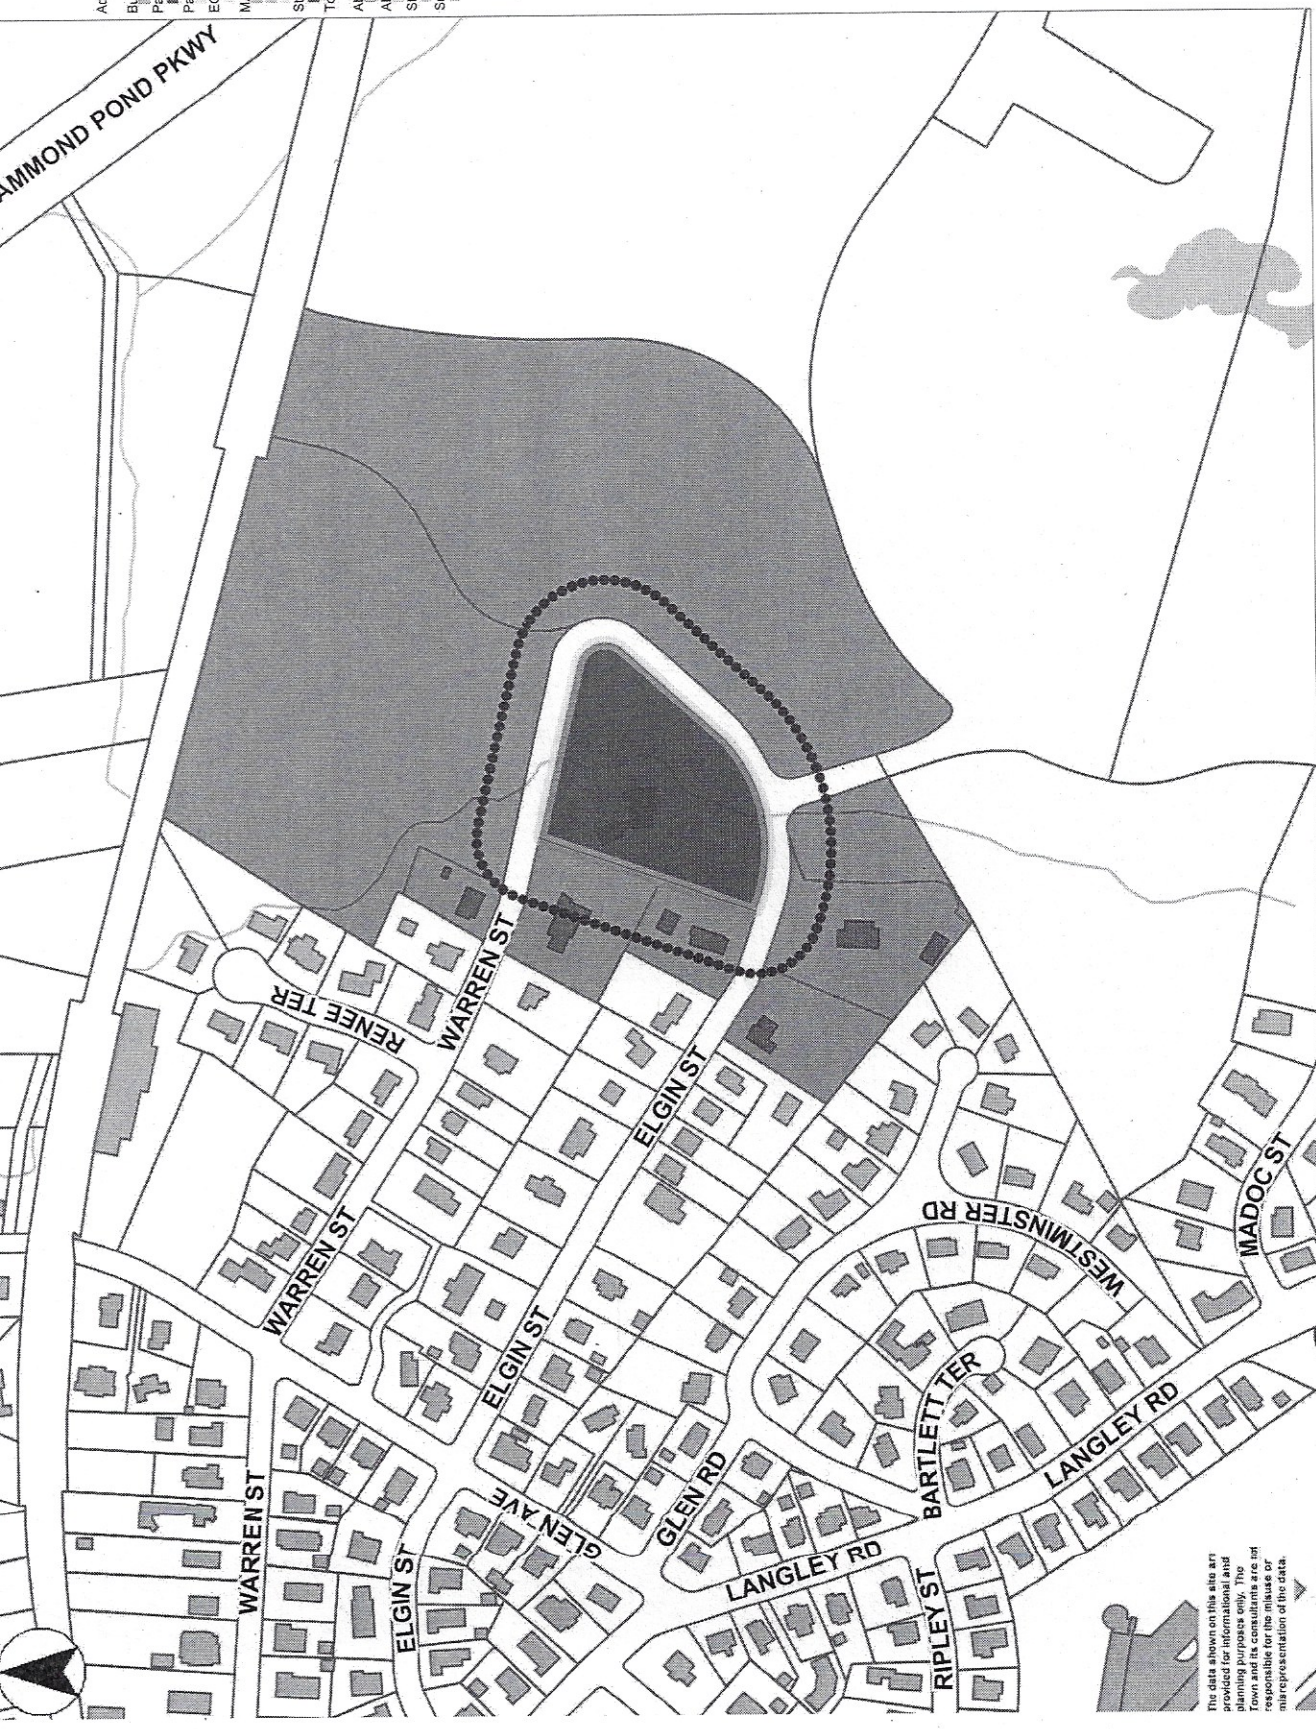 AMMOND POND PKWY
RENEE TER
WARREN ST
ELGIN ST
WARREN ST
WESTMINSTER RD
MADOC ST
ELGIN ST
BARTLETT TER
LANGLEY RD
WARREN ST
GLEN AVE
GLEN RD
ELGIN ST
LANGLEY RD
RIPLEY ST
The data shown on this site are
provided for informational and
planning purposes only. The
Town and its consultants are not
responsible for the misuse or
misrepresentation of the data.